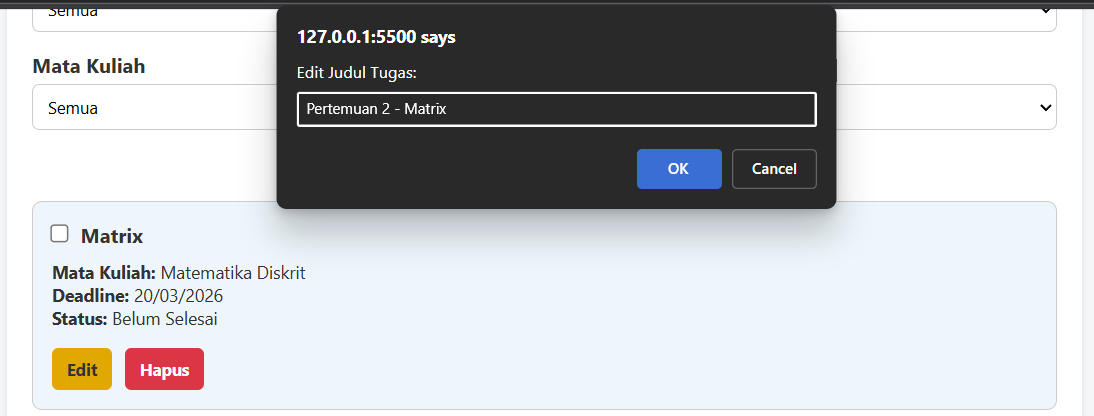 Semua
127.0.0.1:5500 says
Edit Judul Tugas:
Pertemuan 2 - Matrix
OK Cancel
Mata Kuliah
Semua
Matrix
Mata Kuliah: Matematika Diskrit
Deadline: 20/03/2026
Status: Belum Selesai
Edit Hapus